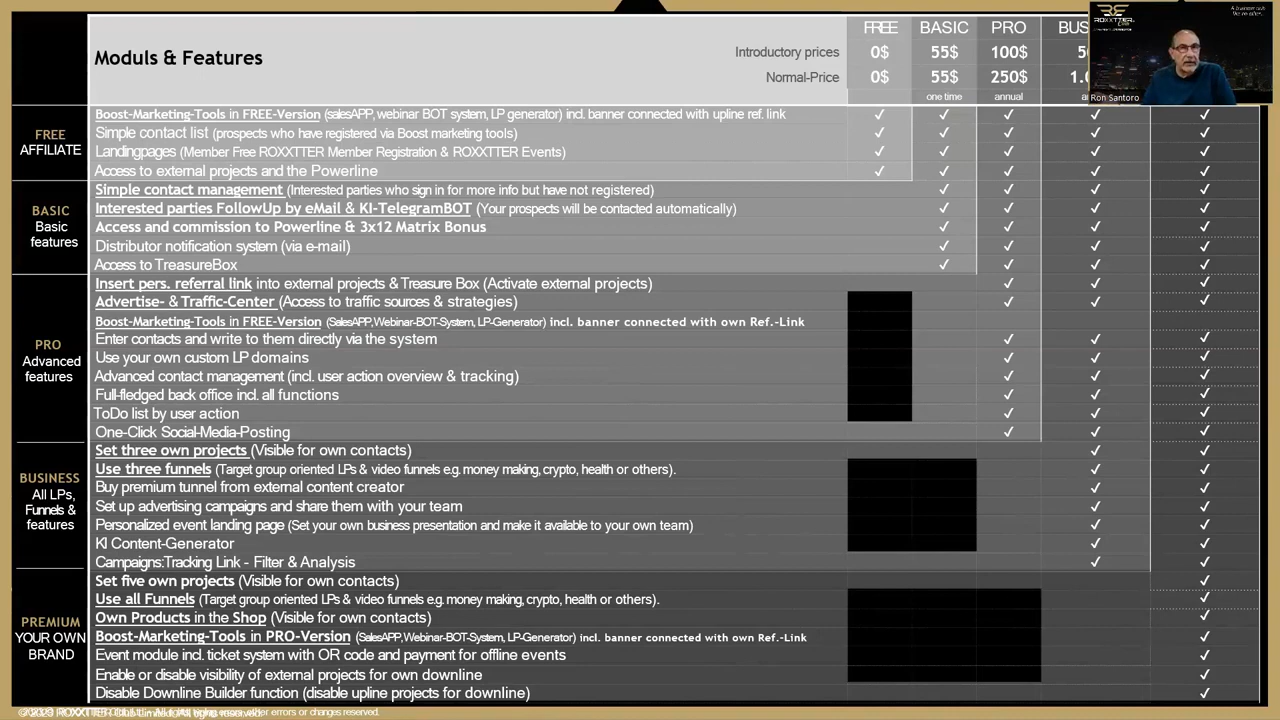 Moduls & Features
FREE BASIC PRO BUS
Introductory prices 0$ 55$ 100$ 50
Normal-Price 0$ 55$ 250$ 1.0
one time annual
ROXXTTER
Ron Santoro
FREE
AFFILIATE
Boost-Marketing-Tools in FREE-Version (salesAPP, webinar BOT system, LP generator) incl. banner connected with upline ref. link
Simple contact list (prospects who have registered via Boost marketing tools)
Landingpages (Member Free ROXXTTER Member Registration & ROXXTTER Events)
Access to external projects and the Powerline
BASIC
Basic
features
Simple contact management (Interested parties who sign in for more info but have not registered)
Interested parties FollowUp by eMail & KI-TelegramBOT (Your prospects will be contacted automatically)
Access and commission to Powerline & 3x12 Matrix Bonus
Distributor notification system (via e-mail)
Access to TreasureBox
PRO
Advanced
features
Insert pers. referral link into external projects & Treasure Box (Activate external projects)
Advertise- & Traffic-Center (Access to traffic sources & strategies)
Boost-Marketing-Tools in FREE-Version (SalesAPP,Webinar-BOT-System, LP-Generator) incl. banner connected with own Ref.-Link
Enter contacts and write to them directly via the system
Use your own custom LP domains
Advanced contact management (incl. user action overview & tracking)
Full-fledged back office incl. all functions
ToDo list by user action
One-Click Social-Media-Posting
BUSINESS
All LPs,
Funnels &
features
Set three own projects (Visible for own contacts)
Use three funnels (Target group oriented LPs & video funnels e.g. money making, crypto, health or others).
Buy premium tunnel from external content creator
Set up advertising campaigns and share them with your team
Personalized event landing page (Set your own business presentation and make it available to your own team)
KI Content-Generator
Campaigns:Tracking Link - Filter & Analysis
PREMIUM
YOUR OWN
BRAND
Set five own projects (Visible for own contacts)
Use all Funnels (Target group oriented LPs & video funnels e.g. money making, crypto, health or others).
Own Products in the Shop (Visible for own contacts)
Boost-Marketing-Tools in PRO-Version (SalesAPP,Webinar-BOT-System, LP-Generator) incl. banner connected with own Ref.-Link
Event module incl. ticket system with OR code and payment for offline events
Enable or disable visibility of external projects for own downline
Disable Downline Builder function (disable upline projects for downline)
errors or changes reserved.